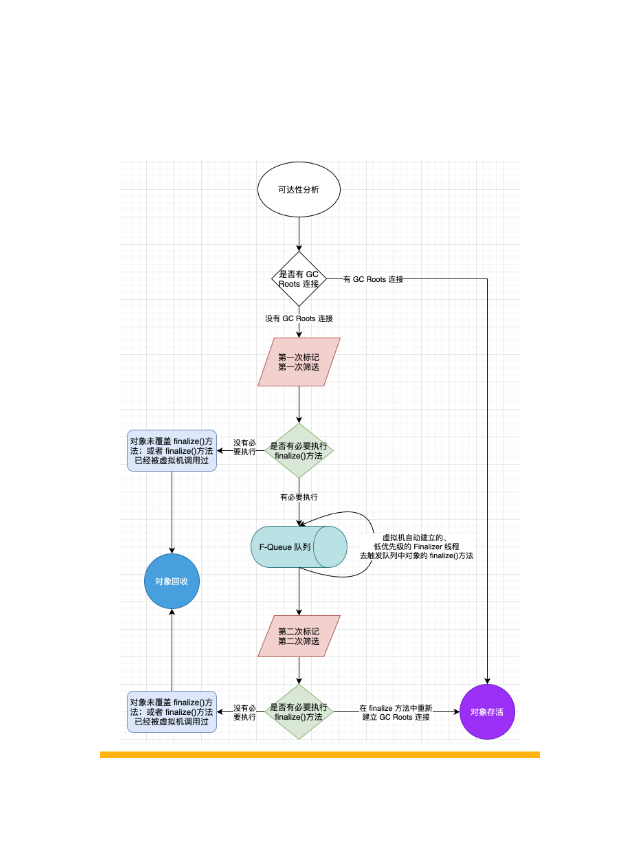 可达性分析
是否有 GC
Roots 连接
有 GC Roots 连接
没有 GC Roots 连接
第一次标记
第一次筛选
对象未覆盖 finalize()方
法；或者 finalize()方法
已经被虚拟机调用过
没有必
要执行
是否有必要执行
finalize()方法
有必要执行
F-Queue 队列
虚拟机自动建立的、
低优先级的 Finalizer 线程
去触发队列中对象的 finalize()方法
对象回收
第二次标记
第二次筛选
对象未覆盖 finalize()方
法；或者 finalize()方法
已经被虚拟机调用过
没有必
要执行
是否有必要执行
finalize()方法
在 finalize 方法中重新
建立 GC Roots 连接
对象存活